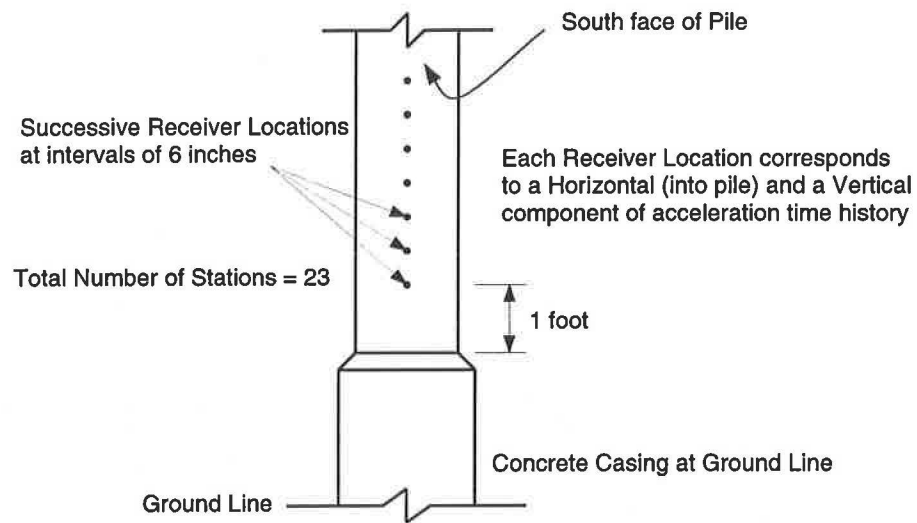 South face of Pile
Successive Receiver Locations
at intervals of 6 inches
Each Receiver Location corresponds
to a Horizontal (into pile) and a Vertical
component of acceleration time history
Total Number of Stations = 23
1 foot
Concrete Casing at Ground Line
Ground Line